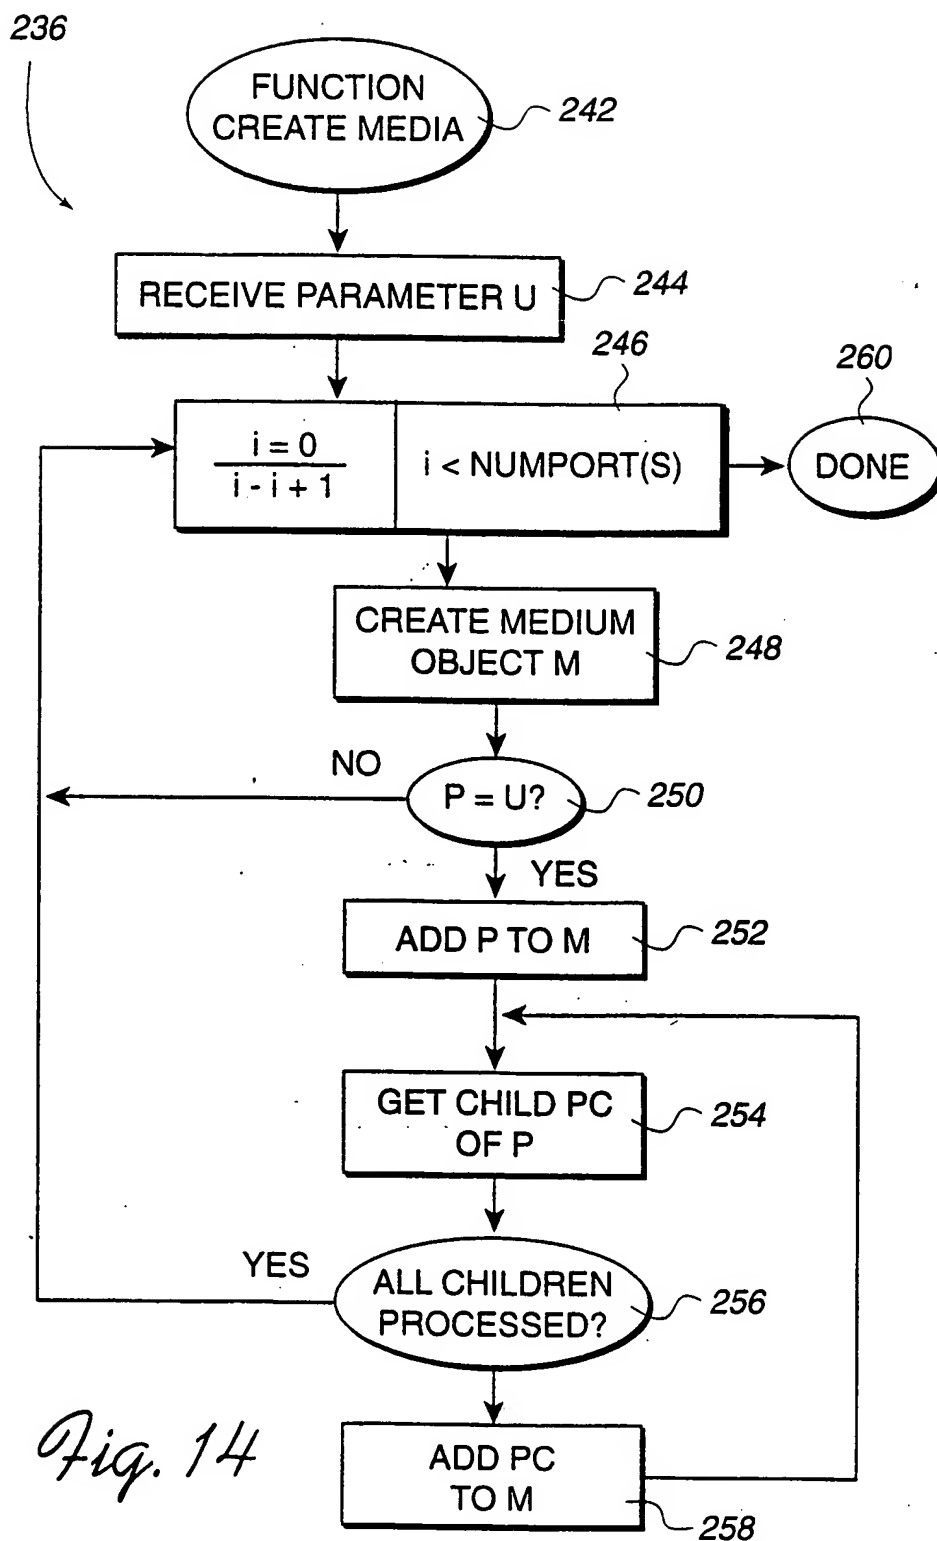 236
FUNCTION
CREATE MEDIA
242
RECEIVE PARAMETER U
244
246
260
i = 0
i - i + 1
i < NUMPORT(S)
DONE
CREATE MEDIUM
OBJECT M
248
NO
P = U?
250
YES
ADD P TO M
252
GET CHILD PC
OF P
254
YES
ALL CHILDREN
PROCESSED?
256
ADD PC
TO M
258
Fig. 14